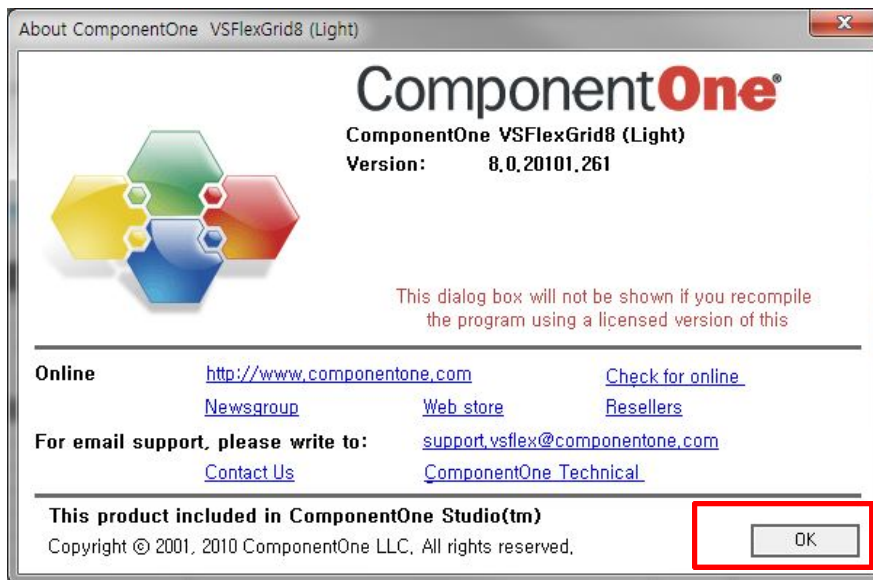 About ComponentOne VSFlexGrid8 (Light)
ComponentOne®
ComponentOne VSFlexGrid8 (Light)
Version: 8.0.20101.261
This dialog box will not be shown if you recompile
the program using a licensed version of this
Online http://www.componentone.com Check for online
Newsgroup Web store Resellers
For email support, please write to: support.vsflex@componentone.com
Contact Us ComponentOne Technical
This product included in ComponentOne Studio(tm)
Copyright © 2001, 2010 ComponentOne LLC. All rights reserved.
OK